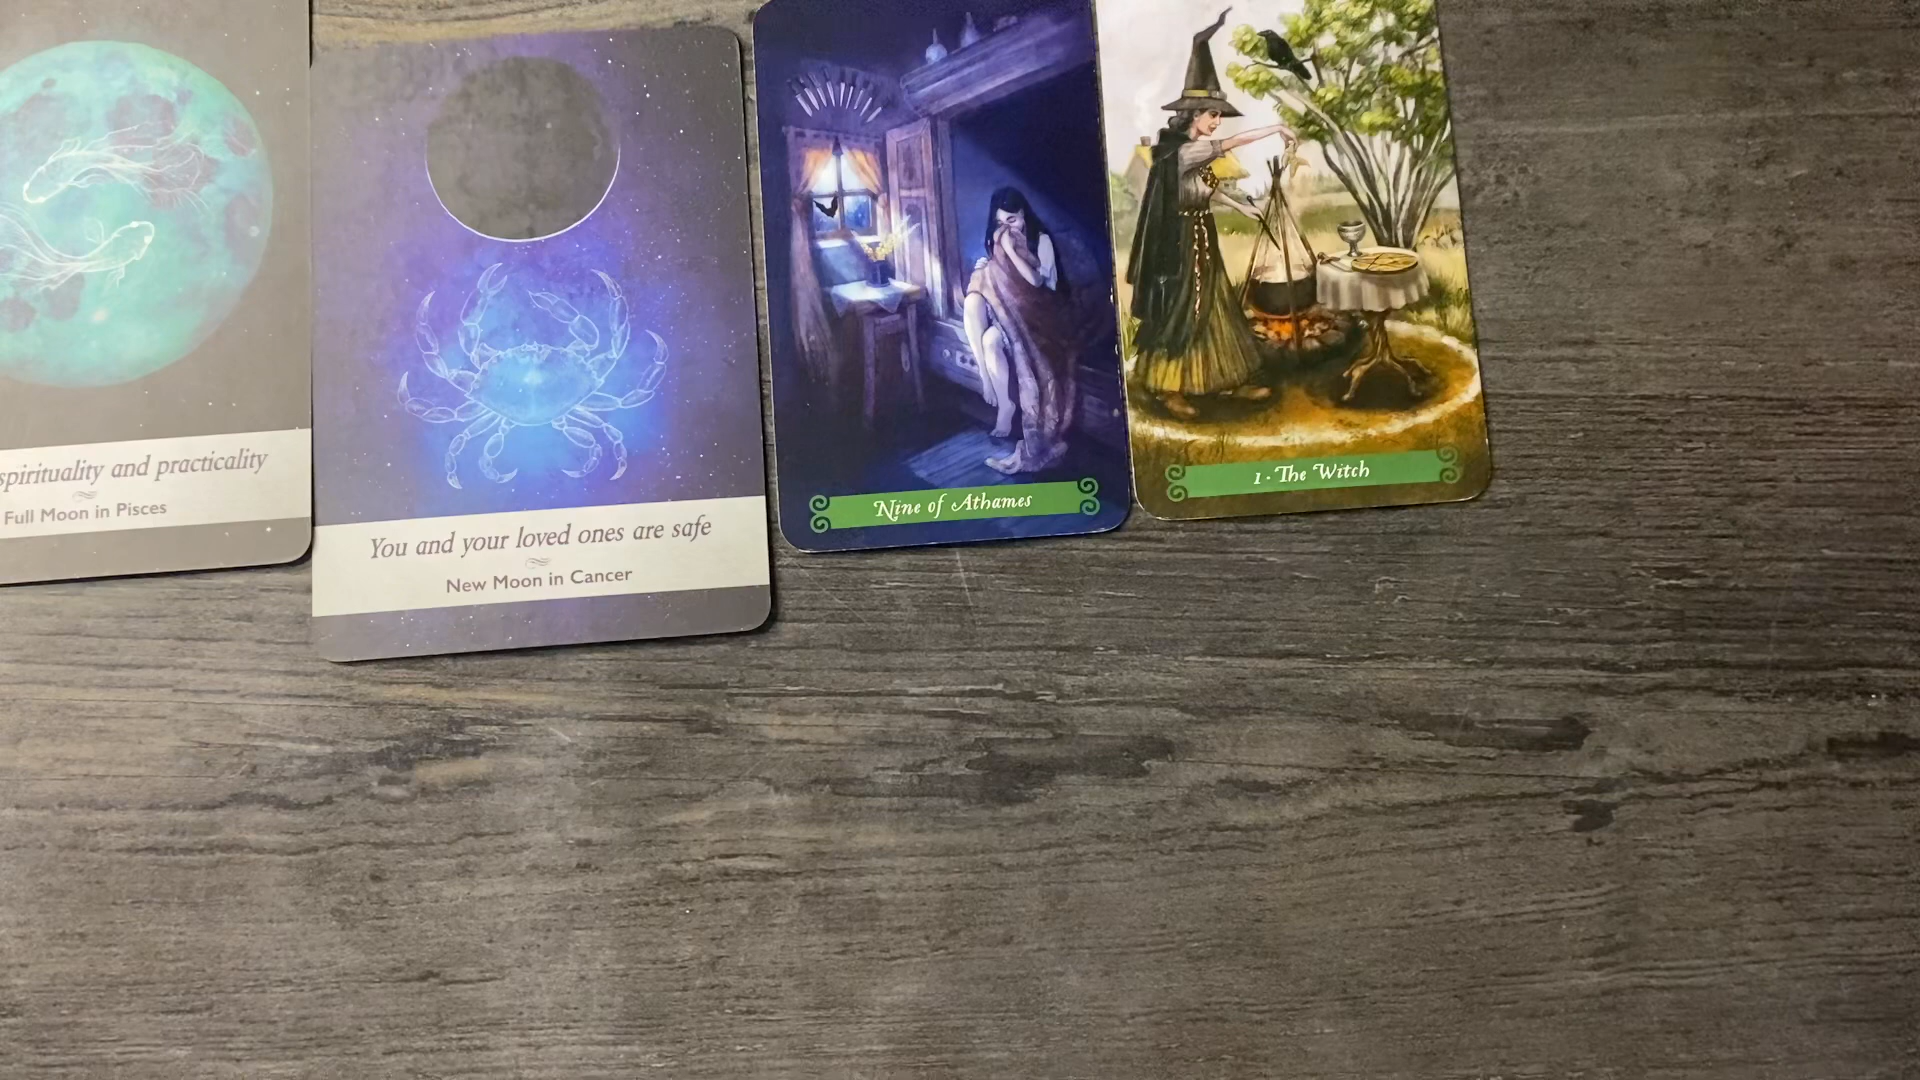 spirituality and practicality
Full Moon in Pisces
You and your loved ones are safe
New Moon in Cancer
Nine of Athames
1 · The Witch